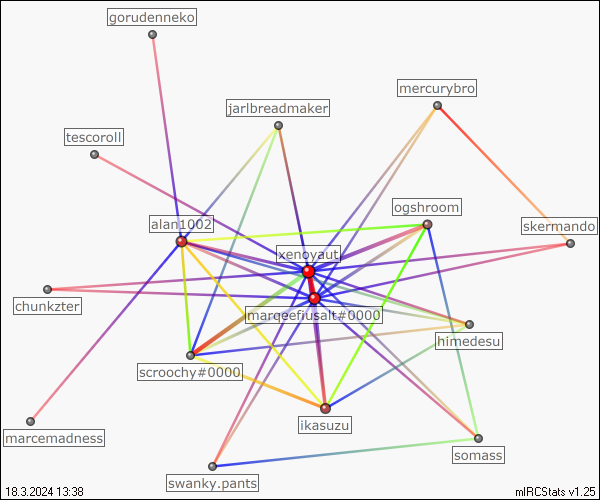 gorudenneko
mercurybro
jarlbreadmaker
tescoroll
ogshroom
alan1002
skermando
xenoyaut
chunkzter
marqeefiusalt#0000
himedesu
scroochy#0000
ikasuzu
marcemadness
somass
swanky.pants
18.3.2024 13:38
mIRCStats v1.25